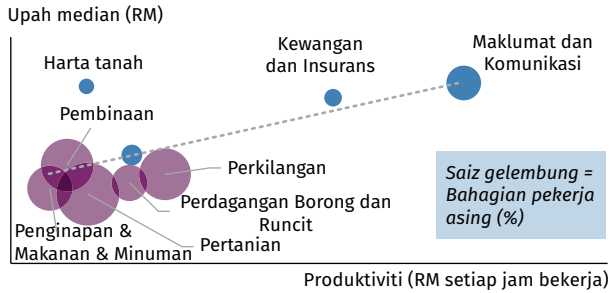 Upah median (RM)
Harta tanah
Kewangan
dan Insurans
Maklumat dan
Komunikasi
Pembinaan
Perkilangan
Perdagangan Borong dan
Runcit
Pertanian
Penginapan &
Makanan & Minuman
Saiz gelembung =
Bahagian pekerja
asing (%)
Produktiviti (RM setiap jam bekerja)